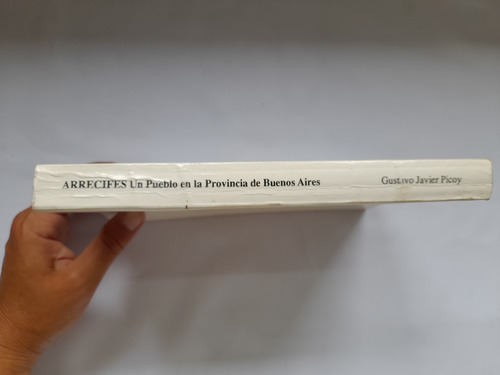 ARRECIFES Un Pueblo en la Provincia de Buenos Aires Gustavo Javier Picoy